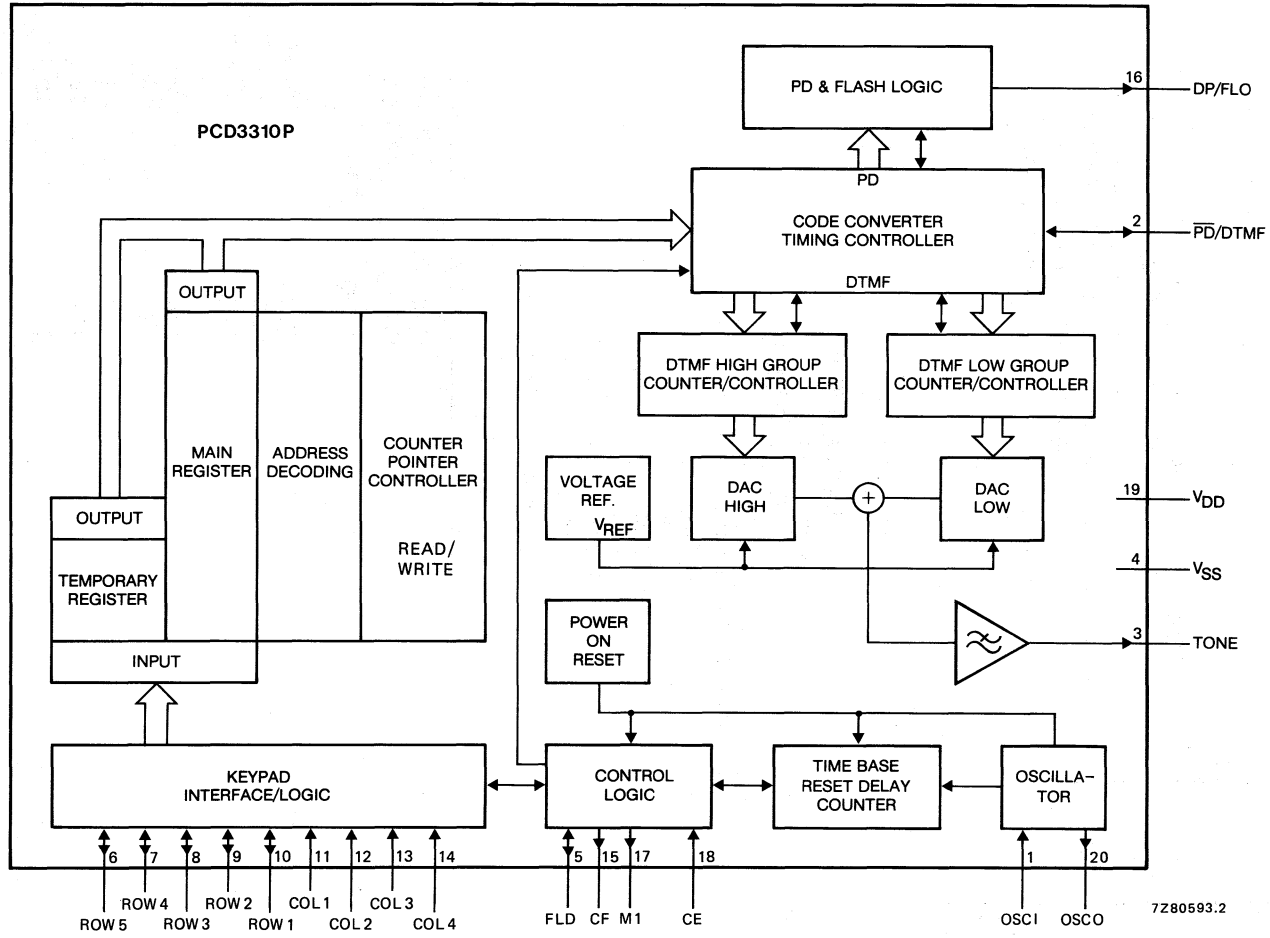 PD & FLASH LOGIC
16
DP/FLO
PCD3310P
PD
CODE CONVERTER
TIMING CONTROLLER
DTMF
2
PD/DTMF
OUTPUT
DTMF HIGH GROUP
COUNTER/CONTROLLER
DTMF LOW GROUP
COUNTER/CONTROLLER
MAIN
REGISTER
ADDRESS
DECODING
COUNTER
POINTER
CONTROLLER
READ/
WRITE
VOLTAGE
REF.
VREF
DAC
HIGH
+
DAC
LOW
19
VDD
OUTPUT
TEMPORARY
REGISTER
4
VSS
INPUT
POWER
ON
RESET
3
TONE
KEYPAD
INTERFACE/LOGIC
CONTROL
LOGIC
TIME BASE
RESET DELAY
COUNTER
OSCILLA-
TOR
6
7
8
9
10
11
12
13
14
5
15
17
18
1
20
ROW 5
ROW 4
ROW 3
ROW 2
ROW 1
COL 1
COL 2
COL 3
COL 4
FLD
CF
M1
CE
OSCI
OSCO
7Z80593.2